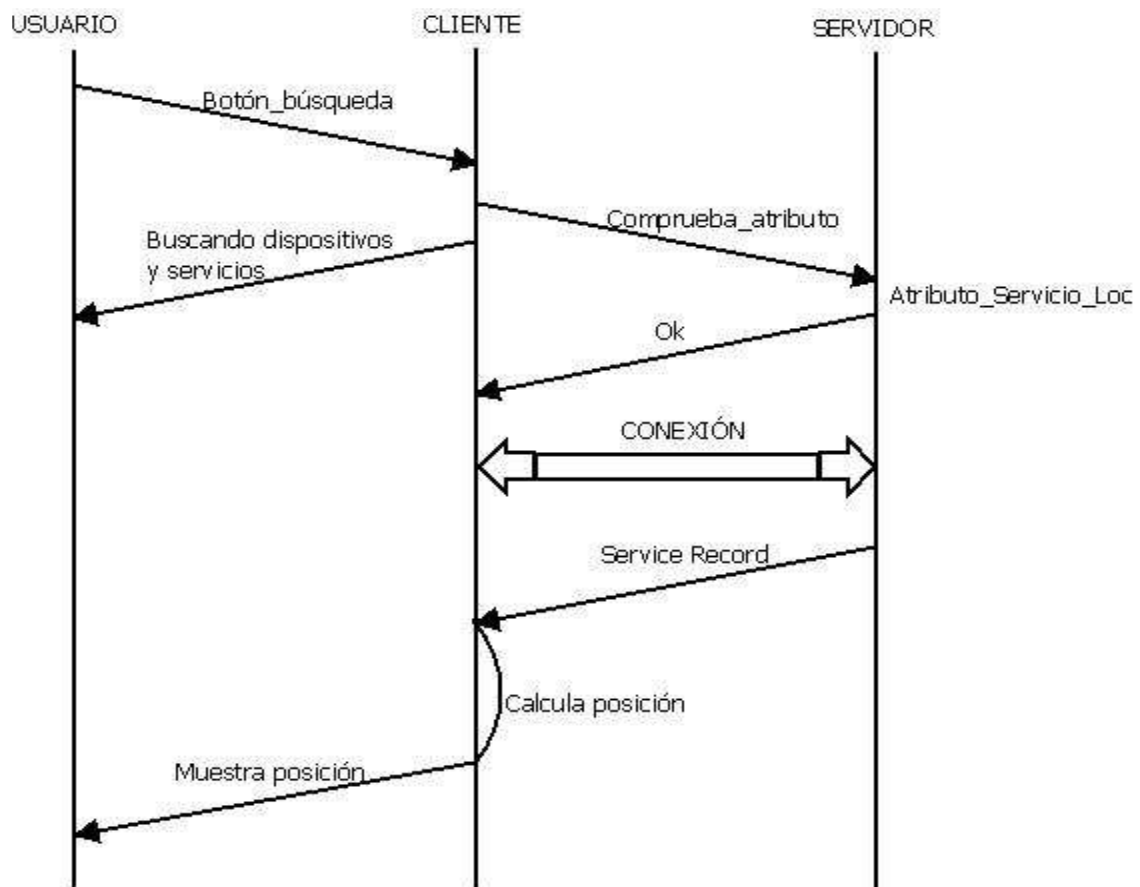 USUARIO
CLIENTE
SERVIDOR
Botón_búsqueda
Comprueba_atributo
Buscando dispositivos
y servicios
Atributo_Servicio_Loc
Ok
CONEXIÓN
Service Record
Calcula posición
Muestra posición